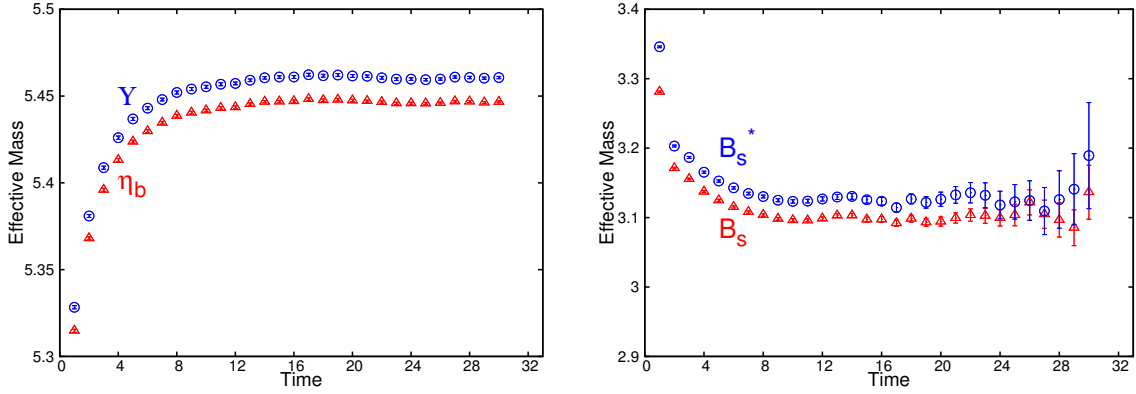 5.5
5.45
5.4
5.35
5.3
Effective Mass
Υ
η_b
0 4 8 12 16 20 24 28 32
Time
3.4
3.3
3.2
3.1
3
2.9
Effective Mass
B_s^*
B_s
0 4 8 12 16 20 24 28 32
Time